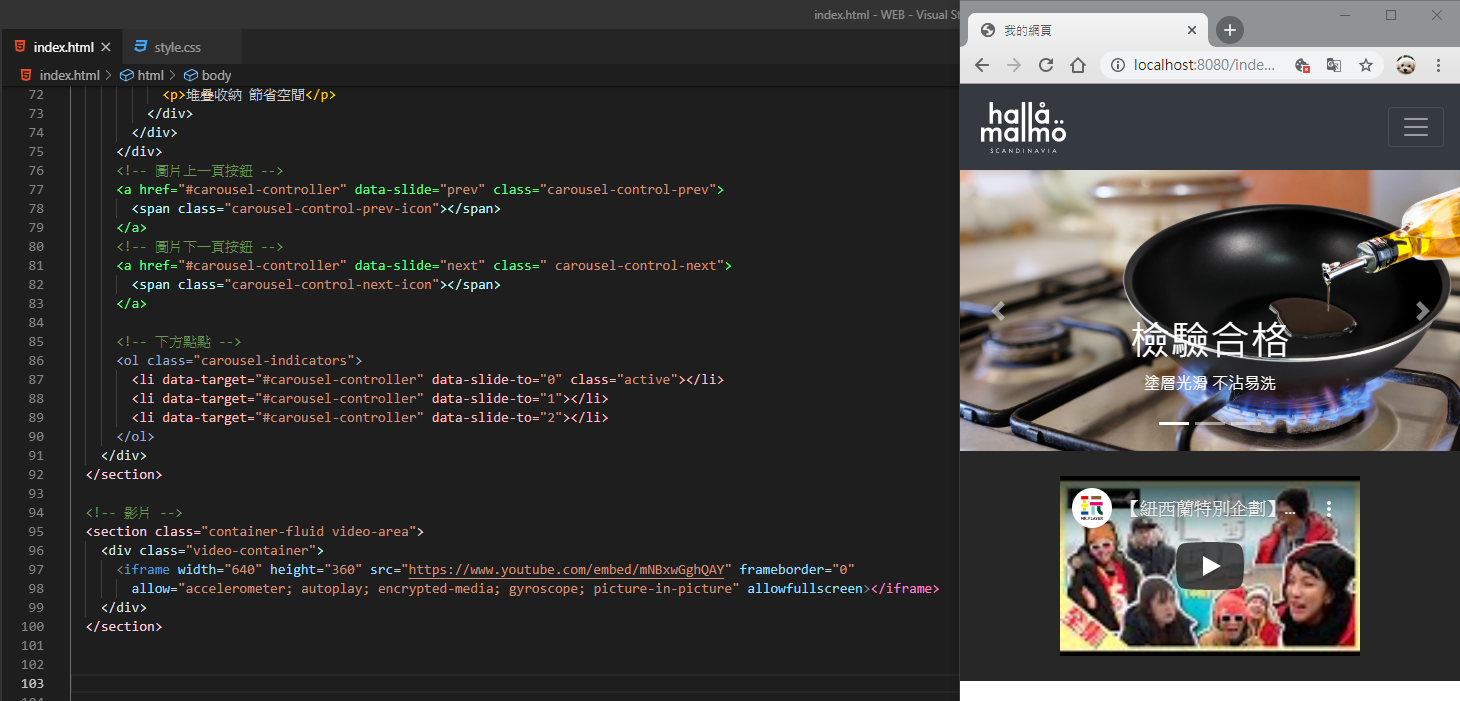 index.html - WEB - Visual St
index.html
style.css
index.html > html > body
72 <p>堆疊收納 節省空間</p>
73 </div>
74 </div>
75 </div>
76 <!-- 圖片上一頁按鈕 -->
77 <a href="#carousel-controller" data-slide="prev" class="carousel-control-prev">
78 <span class="carousel-control-prev-icon"></span>
79 </a>
80 <!-- 圖片下一頁按鈕 -->
81 <a href="#carousel-controller" data-slide="next" class=" carousel-control-next">
82 <span class="carousel-control-next-icon"></span>
83 </a>
84
85 <!-- 下方點點 -->
86 <ol class="carousel-indicators">
87 <li data-target="#carousel-controller" data-slide-to="0" class="active"></li>
88 <li data-target="#carousel-controller" data-slide-to="1"></li>
89 <li data-target="#carousel-controller" data-slide-to="2"></li>
90 </ol>
91 </div>
92 </section>
93
94 <!-- 影片 -->
95 <section class="container-fluid video-area">
96 <div class="video-container">
97 <iframe width="640" height="360" src="https://www.youtube.com/embed/mNBxwGghQAY" frameborder="0"
98 allow="accelerometer; autoplay; encrypted-media; gyroscope; picture-in-picture" allowfullscreen></iframe>
99 </div>
100 </section>
101
102
103
我的網頁
localhost:8080/inde...
hallå
malmö
SCANDINAVIA
檢驗合格
塗層光滑 不沾易洗
【紐西蘭特別企劃】...
MR.PLAYER